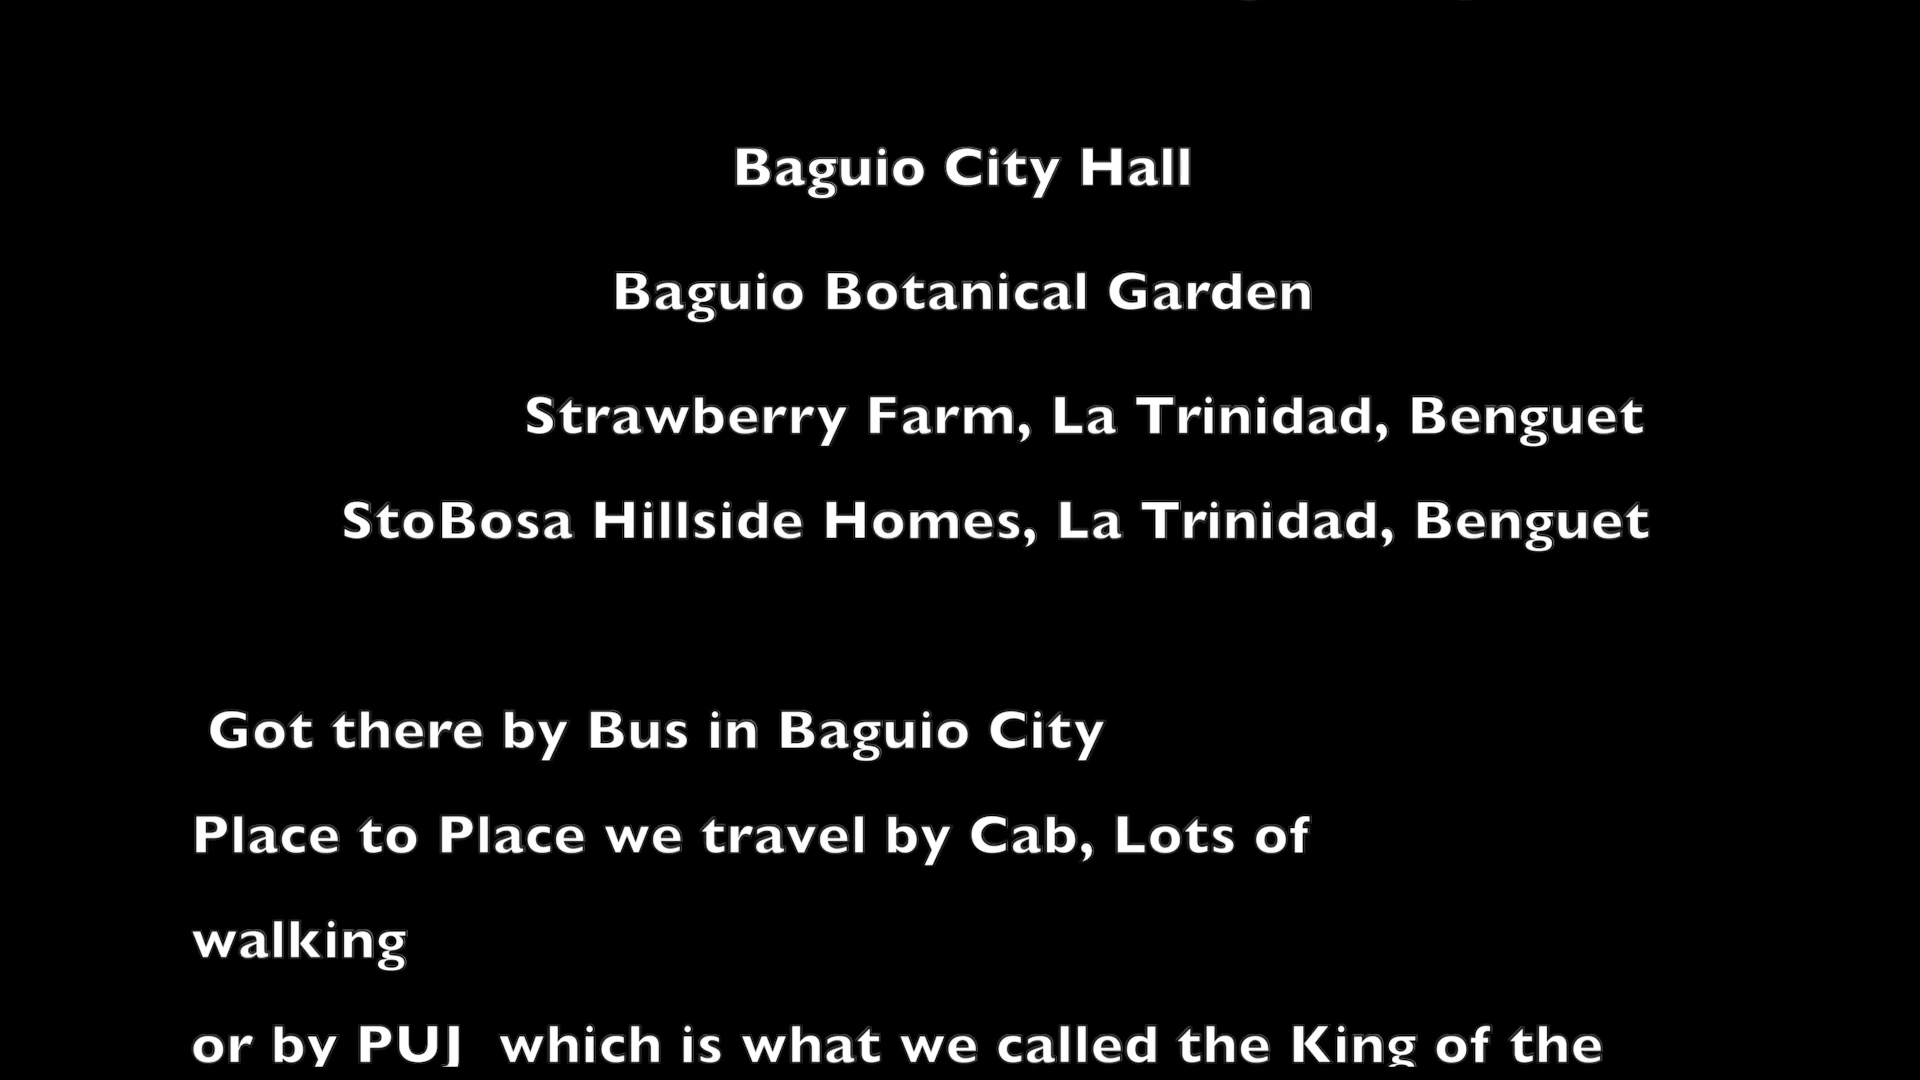 Baguio City Hall
Baguio Botanical Garden
Strawberry Farm, La Trinidad, Benguet
StoBosa Hillside Homes, La Trinidad, Benguet
Got there by Bus in Baguio City
Place to Place we travel by Cab, Lots of
walking
or by PUJ  which is what we called the King of the